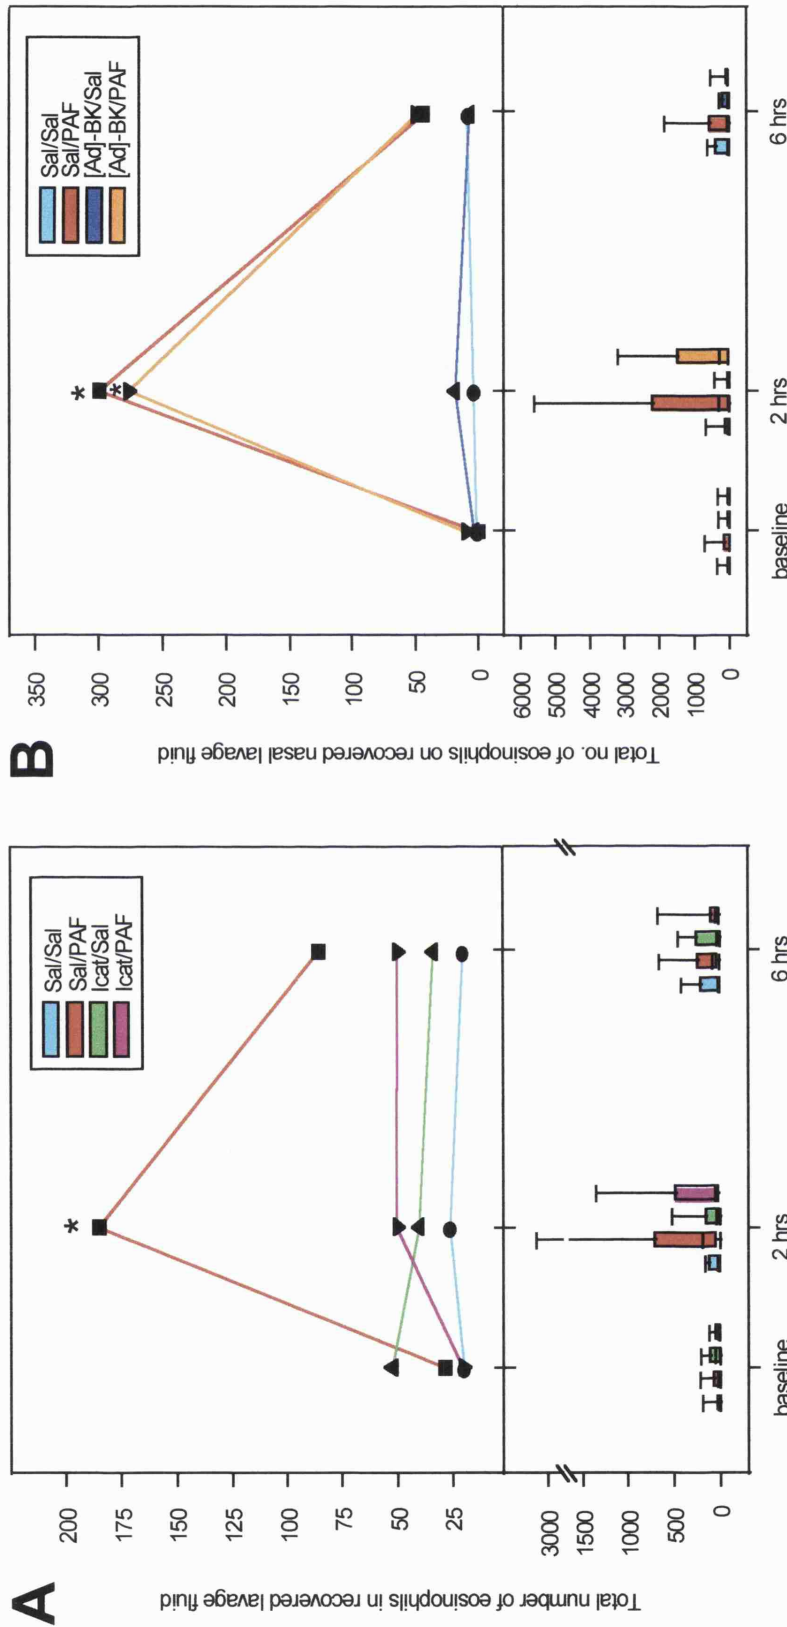 A
Total number of eosinophils in recovered lavage fluid
200
175
150
125
100
75
50
25
3000
1500
1000
500
0
*
Sal/Sal
Sal/PAF
Icat/Sal
Icat/PAF
baseline
2 hrs
6 hrs
B
Total no. of eosinophils on recovered nasal lavage fluid
350
300
250
200
150
100
50
0
6000
5000
4000
3000
2000
1000
0
*
*
Sal/Sal
Sal/PAF
[Ad]-BK/Sal
[Ad]-BK/PAF
baseline
2 hrs
6 hrs